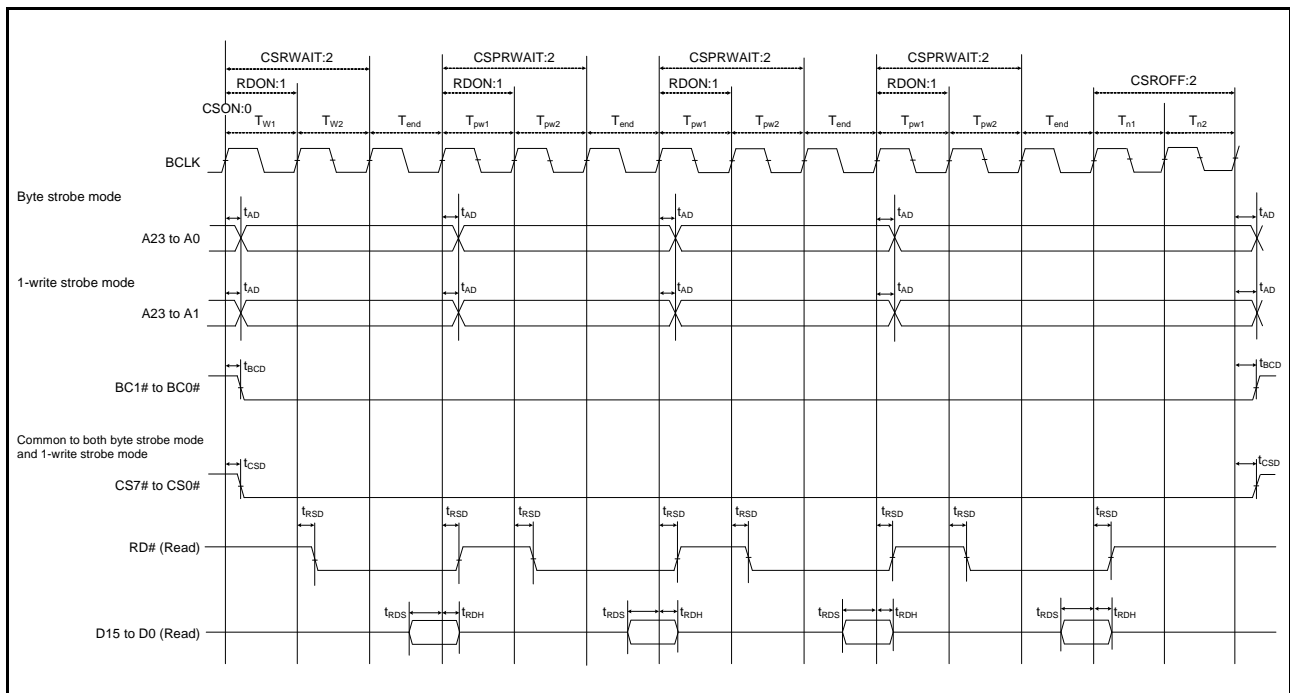 CSRWAIT:2 CSPRWAIT:2 CSPRWAIT:2 CSPRWAIT:2
RDON:1 RDON:1 RDON:1 RDON:1 CSROFF:2
CSON:0
TW1 TW2 Tend Tpw1 Tpw2 Tend Tpw1 Tpw2 Tend Tpw1 Tpw2 Tend Tn1 Tn2
BCLK
Byte strobe mode
tAD tAD tAD tAD tAD
A23 to A0
1-write strobe mode
tAD tAD tAD tAD tAD
A23 to A1
tBCD tBCD
BC1# to BC0#
Common to both byte strobe mode
and 1-write strobe mode
tCSD tCSD
CS7# to CS0#
tRSD tRSD tRSD tRSD tRSD tRSD tRSD tRSD
RD# (Read)
tRDS tRDH tRDS tRDH tRDS tRDH tRDS tRDH
D15 to D0 (Read)